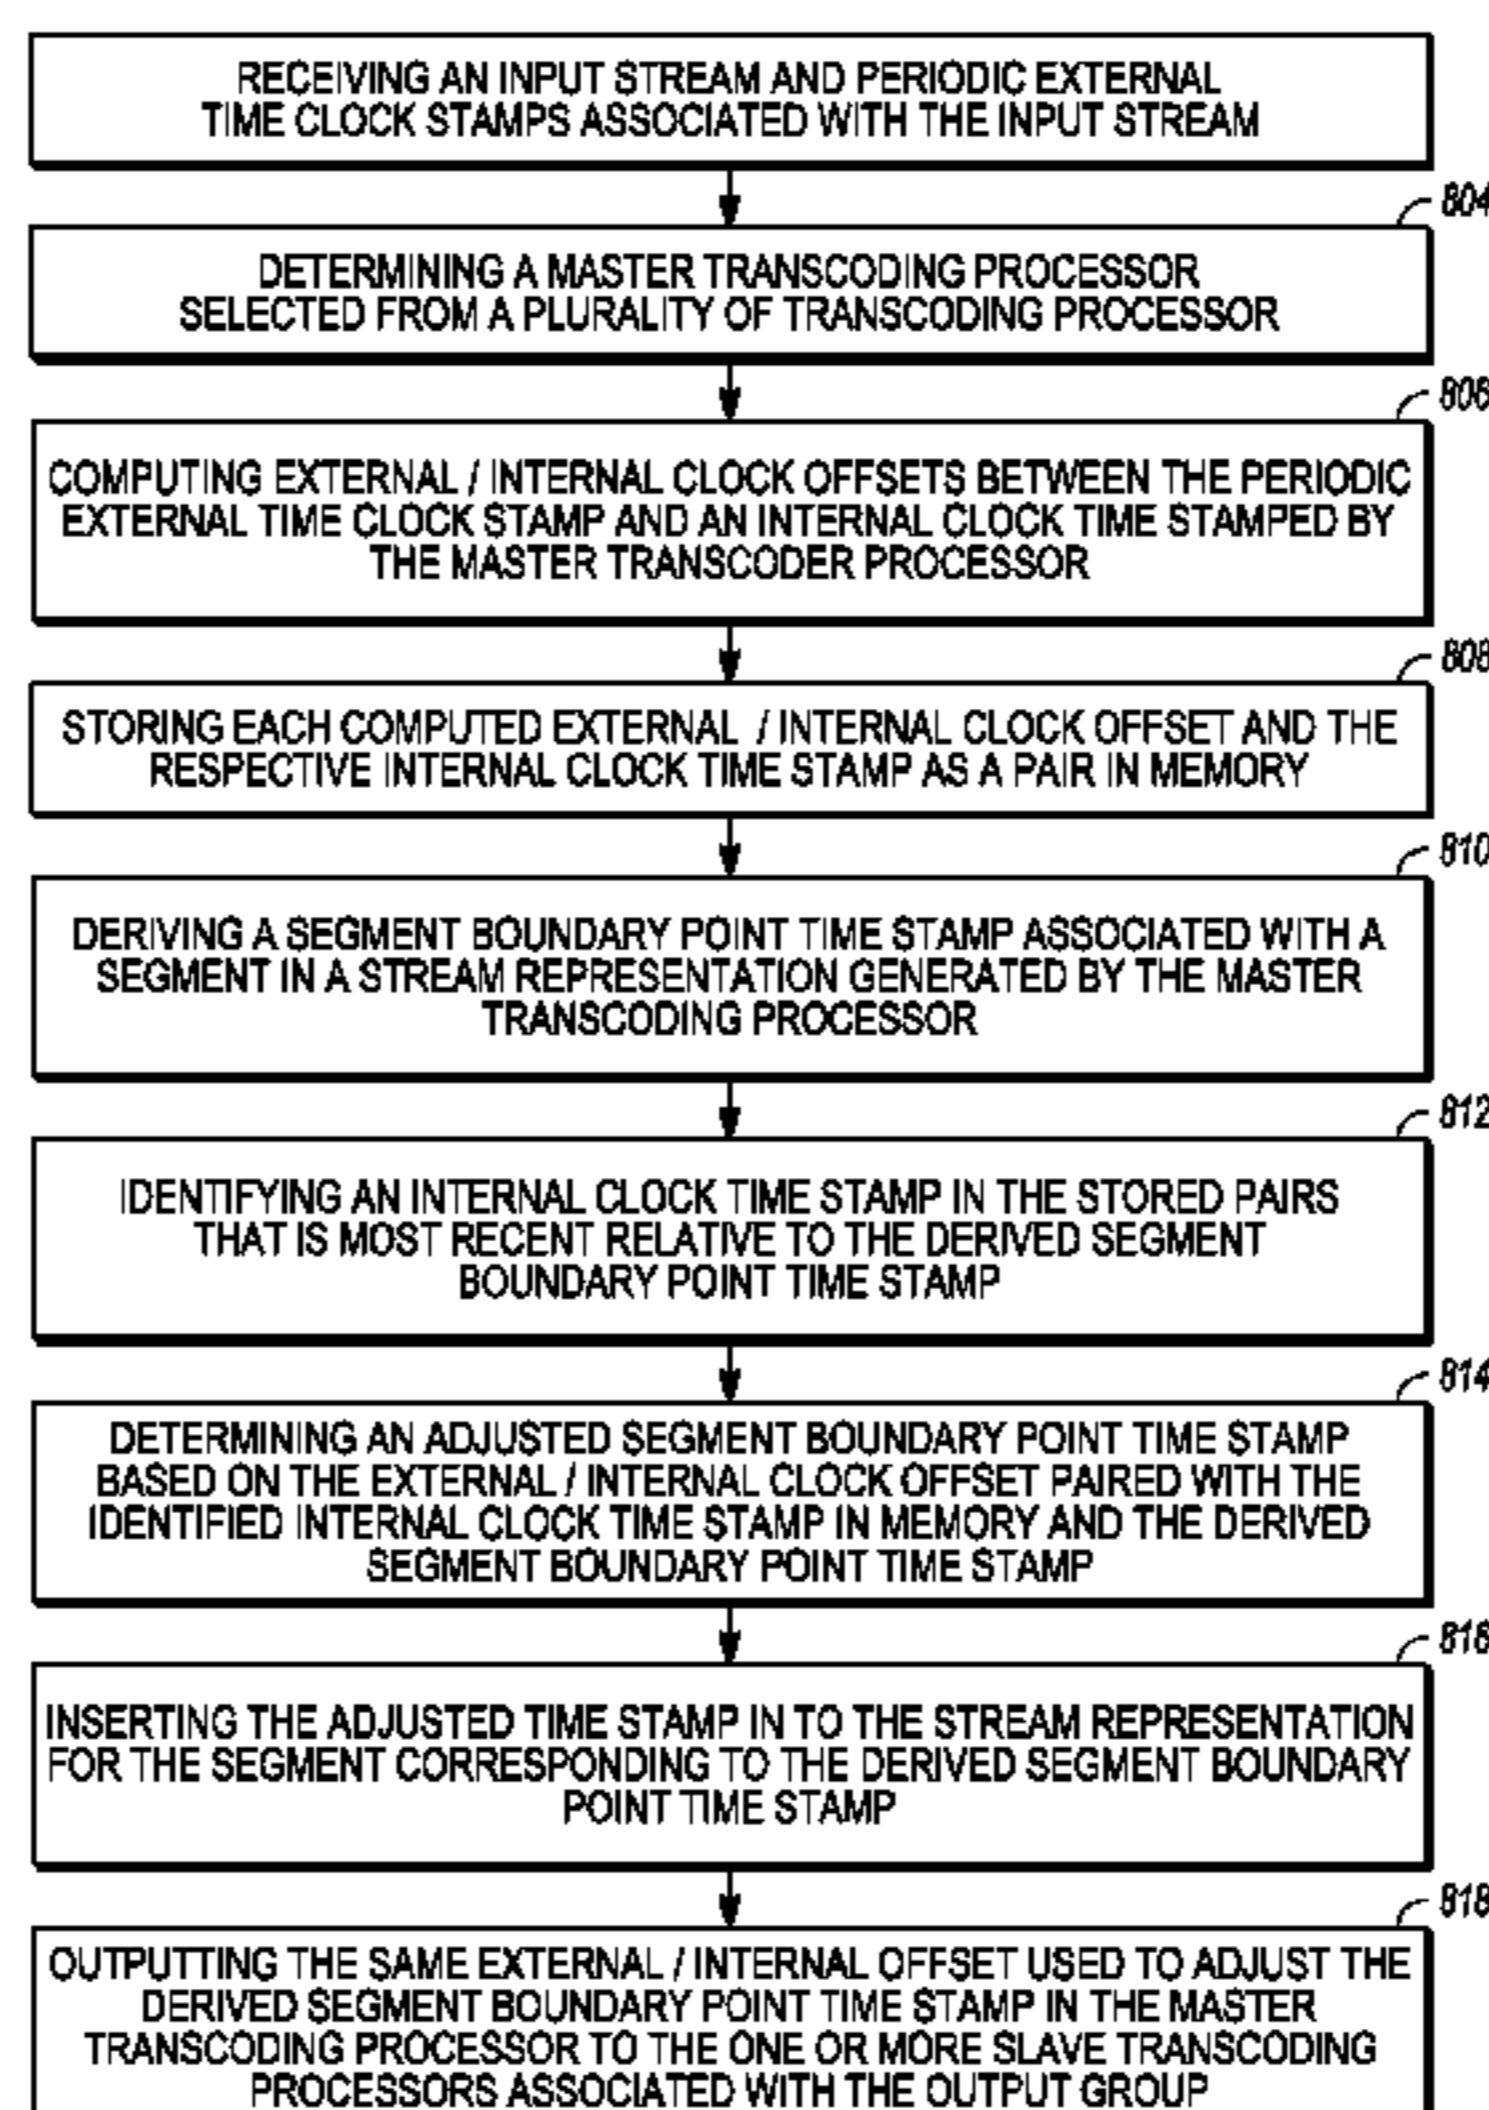 RECEIVING AN INPUT STREAM AND PERIODIC EXTERNAL
TIME CLOCK STAMPS ASSOCIATED WITH THE INPUT STREAM
804
DETERMINING A MASTER TRANSCODING PROCESSOR
SELECTED FROM A PLURALITY OF TRANSCODING PROCESSOR
806
COMPUTING EXTERNAL / INTERNAL CLOCK OFFSETS BETWEEN THE PERIODIC
EXTERNAL TIME CLOCK STAMP AND AN INTERNAL CLOCK TIME STAMPED BY
THE MASTER TRANSCODER PROCESSOR
808
STORING EACH COMPUTED EXTERNAL / INTERNAL CLOCK OFFSET AND THE
RESPECTIVE INTERNAL CLOCK TIME STAMP AS A PAIR IN MEMORY
810
DERIVING A SEGMENT BOUNDARY POINT TIME STAMP ASSOCIATED WITH A
SEGMENT IN A STREAM REPRESENTATION GENERATED BY THE MASTER
TRANSCODING PROCESSOR
812
IDENTIFYING AN INTERNAL CLOCK TIME STAMP IN THE STORED PAIRS
THAT IS MOST RECENT RELATIVE TO THE DERIVED SEGMENT
BOUNDARY POINT TIME STAMP
814
DETERMINING AN ADJUSTED SEGMENT BOUNDARY POINT TIME STAMP
BASED ON THE EXTERNAL / INTERNAL CLOCK OFFSET PAIRED WITH THE
IDENTIFIED INTERNAL CLOCK TIME STAMP IN MEMORY AND THE DERIVED
SEGMENT BOUNDARY POINT TIME STAMP
816
INSERTING THE ADJUSTED TIME STAMP IN TO THE STREAM REPRESENTATION
FOR THE SEGMENT CORRESPONDING TO THE DERIVED SEGMENT BOUNDARY
POINT TIME STAMP
818
OUTPUTTING THE SAME EXTERNAL / INTERNAL OFFSET USED TO ADJUST THE
DERIVED SEGMENT BOUNDARY POINT TIME STAMP IN THE MASTER
TRANSCODING PROCESSOR TO THE ONE OR MORE SLAVE TRANSCODING
PROCESSORS ASSOCIATED WITH THE OUTPUT GROUP